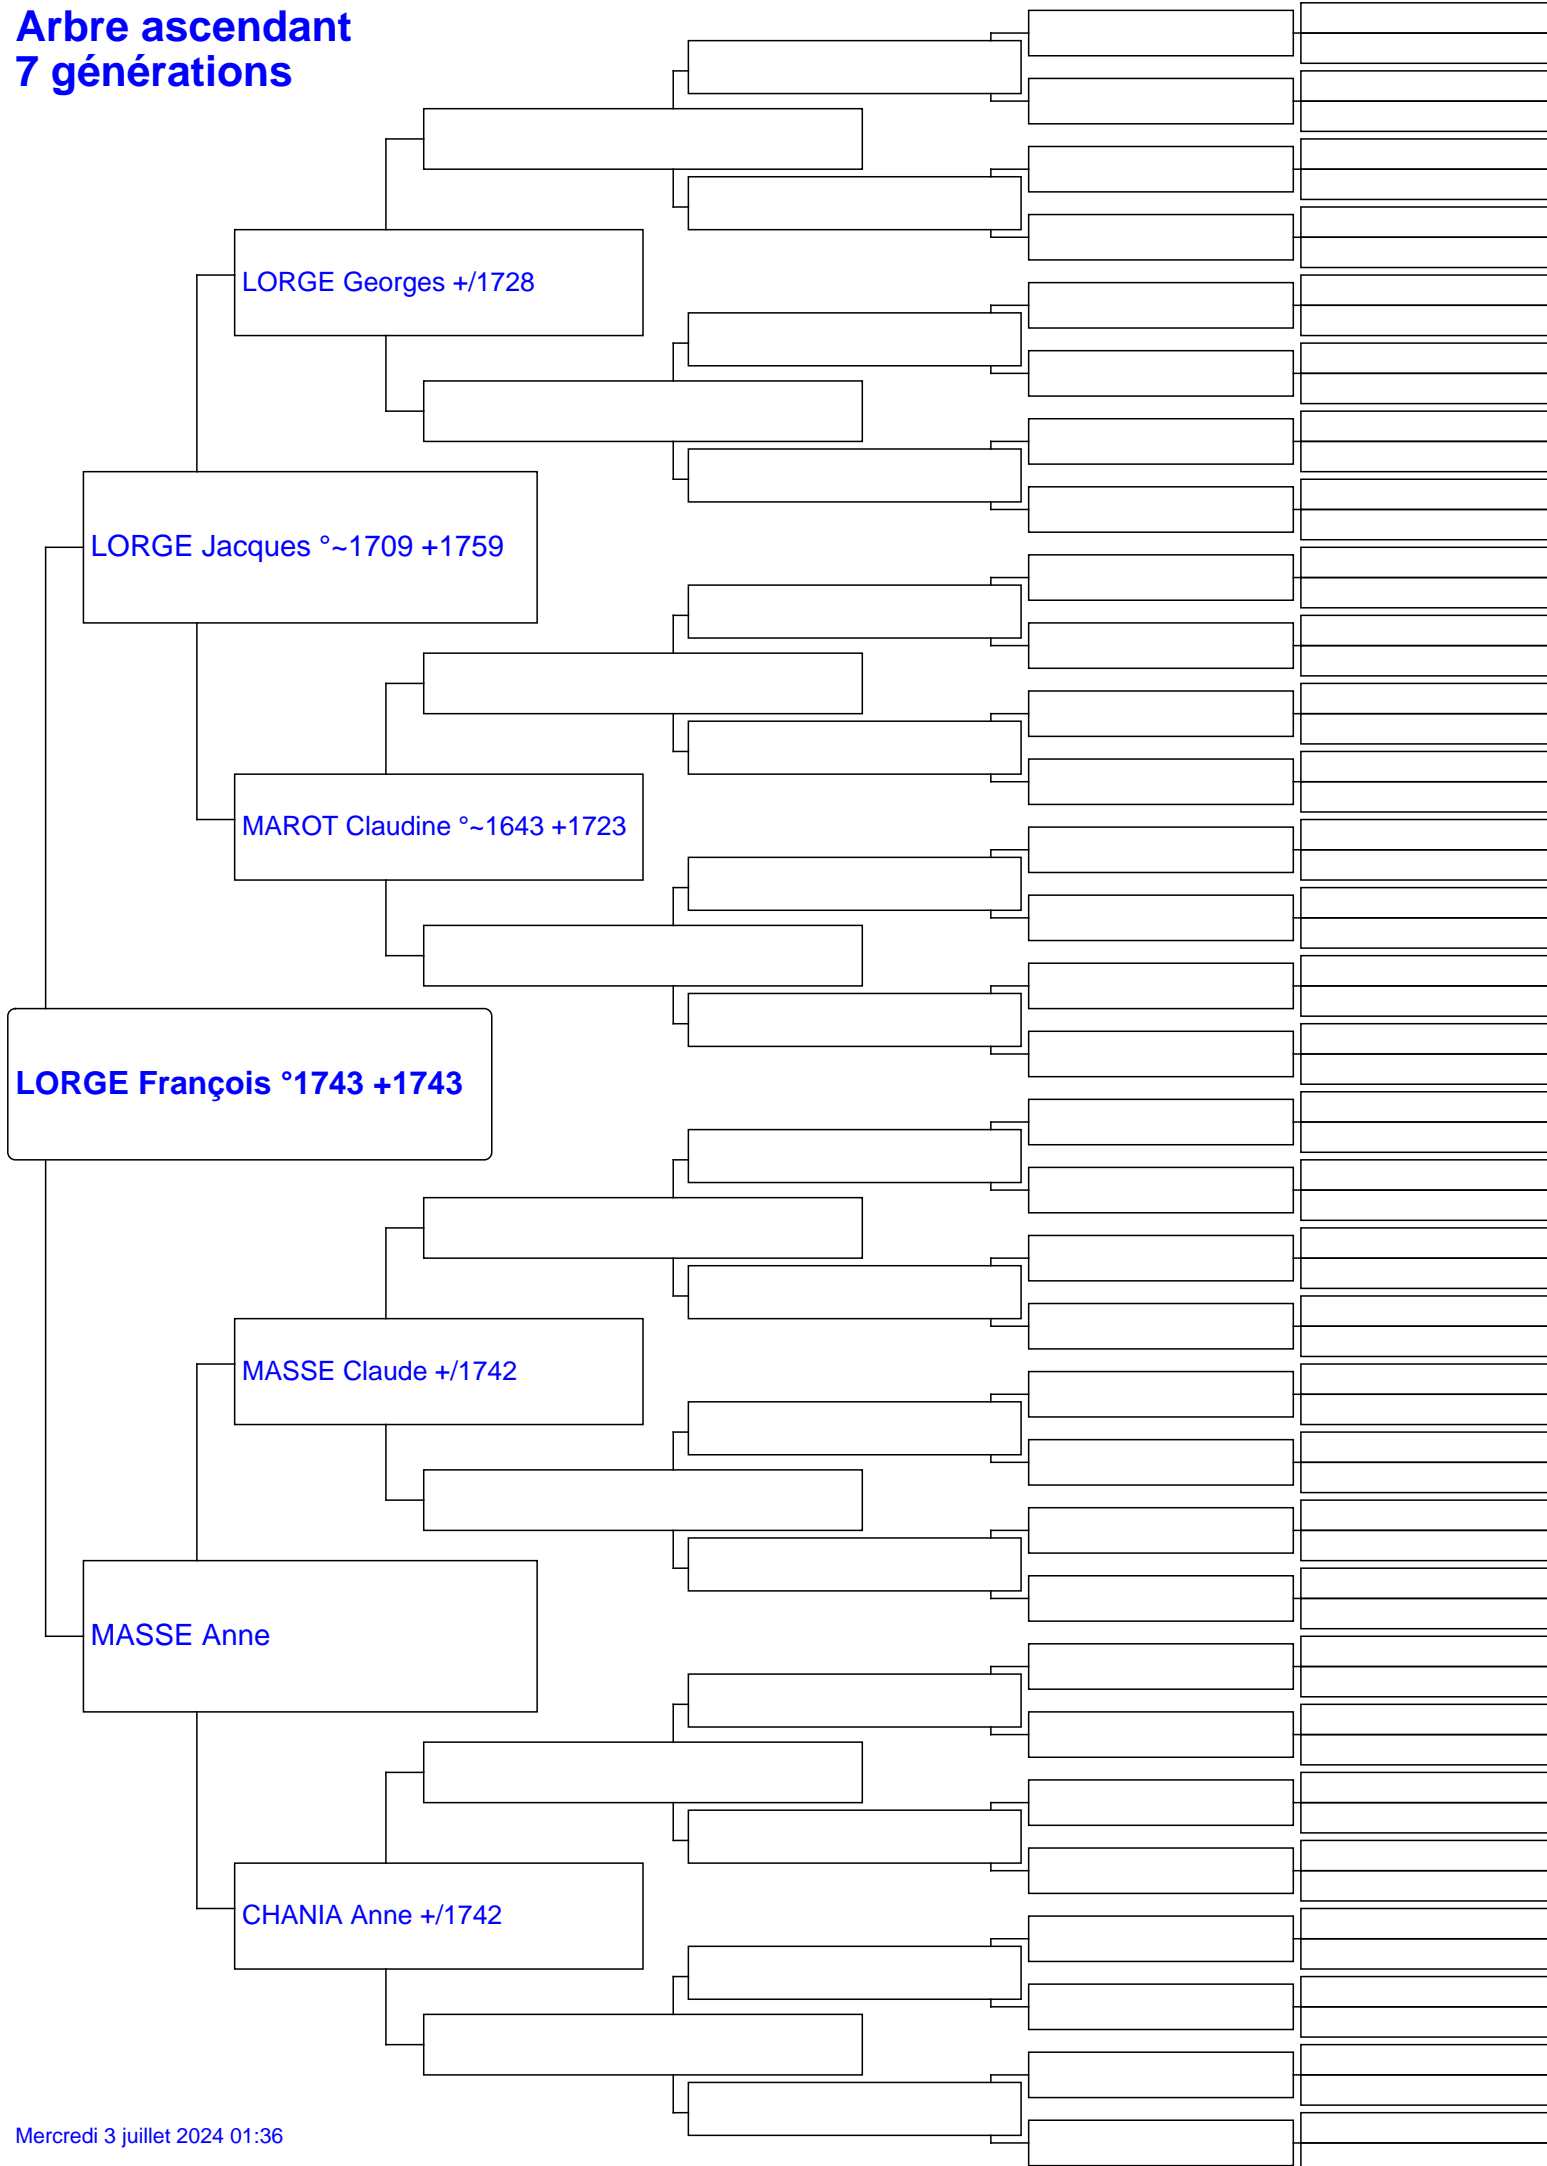 Arbre ascendant
7 générations
LORGE Georges +/1728
LORGE Jacques °~1709 +1759
MAROT Claudine °~1643 +1723
LORGE François °1743 +1743
MASSE Claude +/1742
MASSE Anne
CHANIA Anne +/1742
Mercredi 3 juillet 2024 01:36